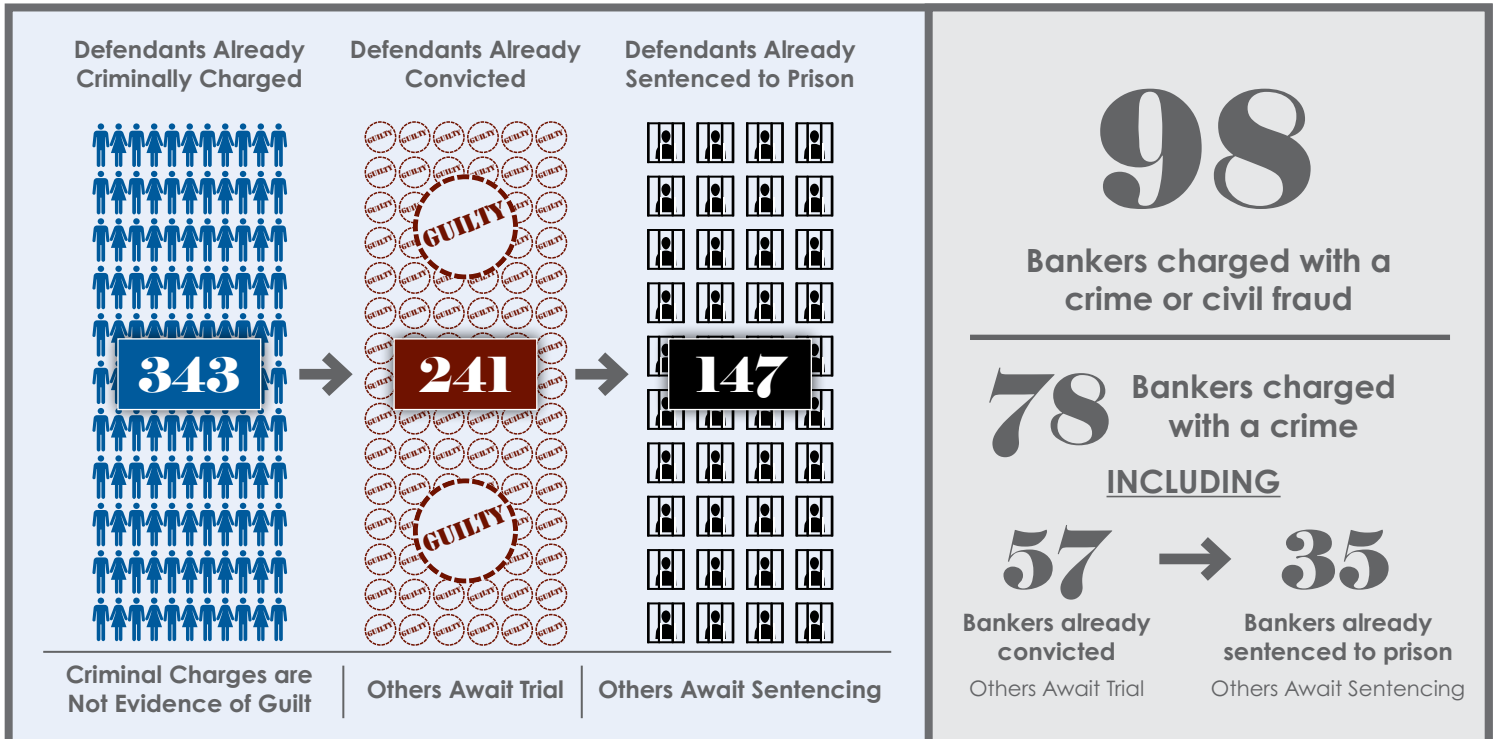 Defendants Already
Criminally Charged
343
Criminal Charges are
Not Evidence of Guilt
Defendants Already
Convicted
GUILTY
241
GUILTY
Others Await Trial
Defendants Already
Sentenced to Prison
147
Others Await Sentencing
98
Bankers charged with a
crime or civil fraud
78
Bankers charged
with a crime
INCLUDING
57
Bankers already
convicted
Others Await Trial
35
Bankers already
sentenced to prison
Others Await Sentencing